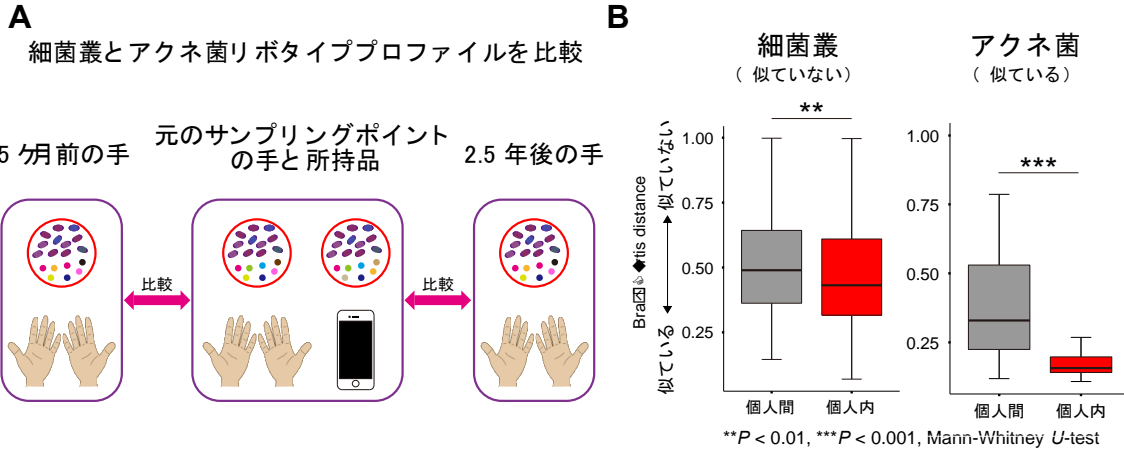 A
細菌叢とアクネ菌リボタイププロファイルを比較
5 ヶ月前の手
元のサンプリングポイント
の手と所持品
2.5 年後の手
比較
比較
B
細菌叢
（ 似ていない）
アクネ菌
（ 似ている）
**
***
似ていない
似ている
distance
1.00
0.75
0.50
0.25
1.00
0.75
0.50
0.25
個人間
個人内
個人間
個人内
**P < 0.01, ***P < 0.001, Mann-Whitney U-test